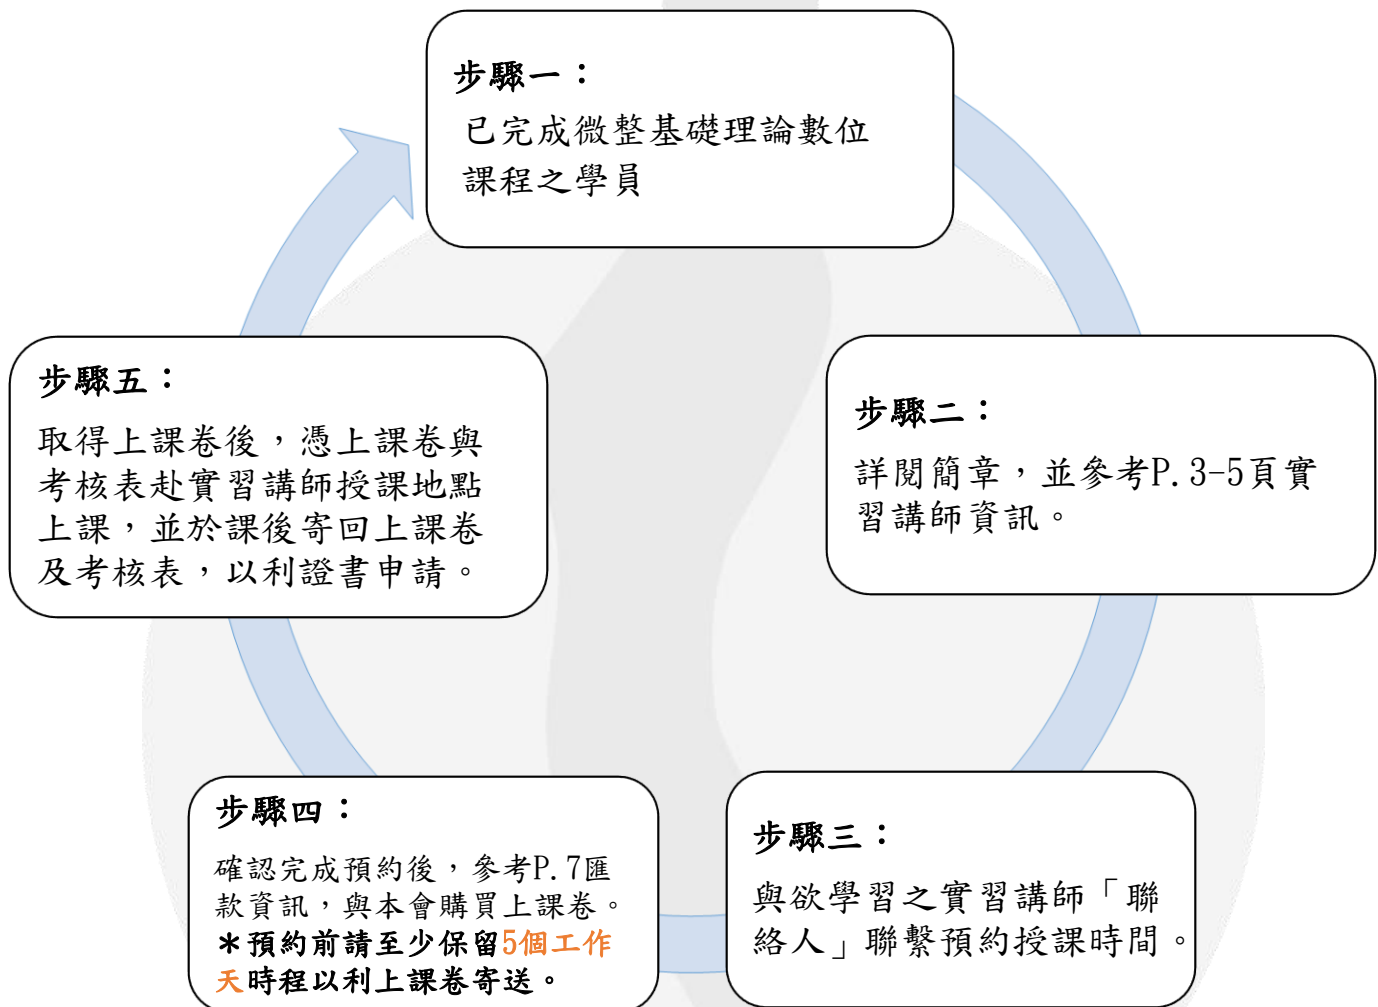 步驟一：
已完成微整基礎理論數位
課程之學員
步驟二：
詳閱簡章，並參考P.3-5頁實
習講師資訊。
步驟三：
與欲學習之實習講師「聯
絡人」聯繫預約授課時間。
步驟四：
確認完成預約後，參考P.7匯
款資訊，與本會購買上課卷。
＊預約前請至少保留5個工作
天時程以利上課卷寄送。
步驟五：
取得上課卷後，憑上課卷與
考核表赴實習講師授課地點
上課，並於課後寄回上課卷
及考核表，以利證書申請。